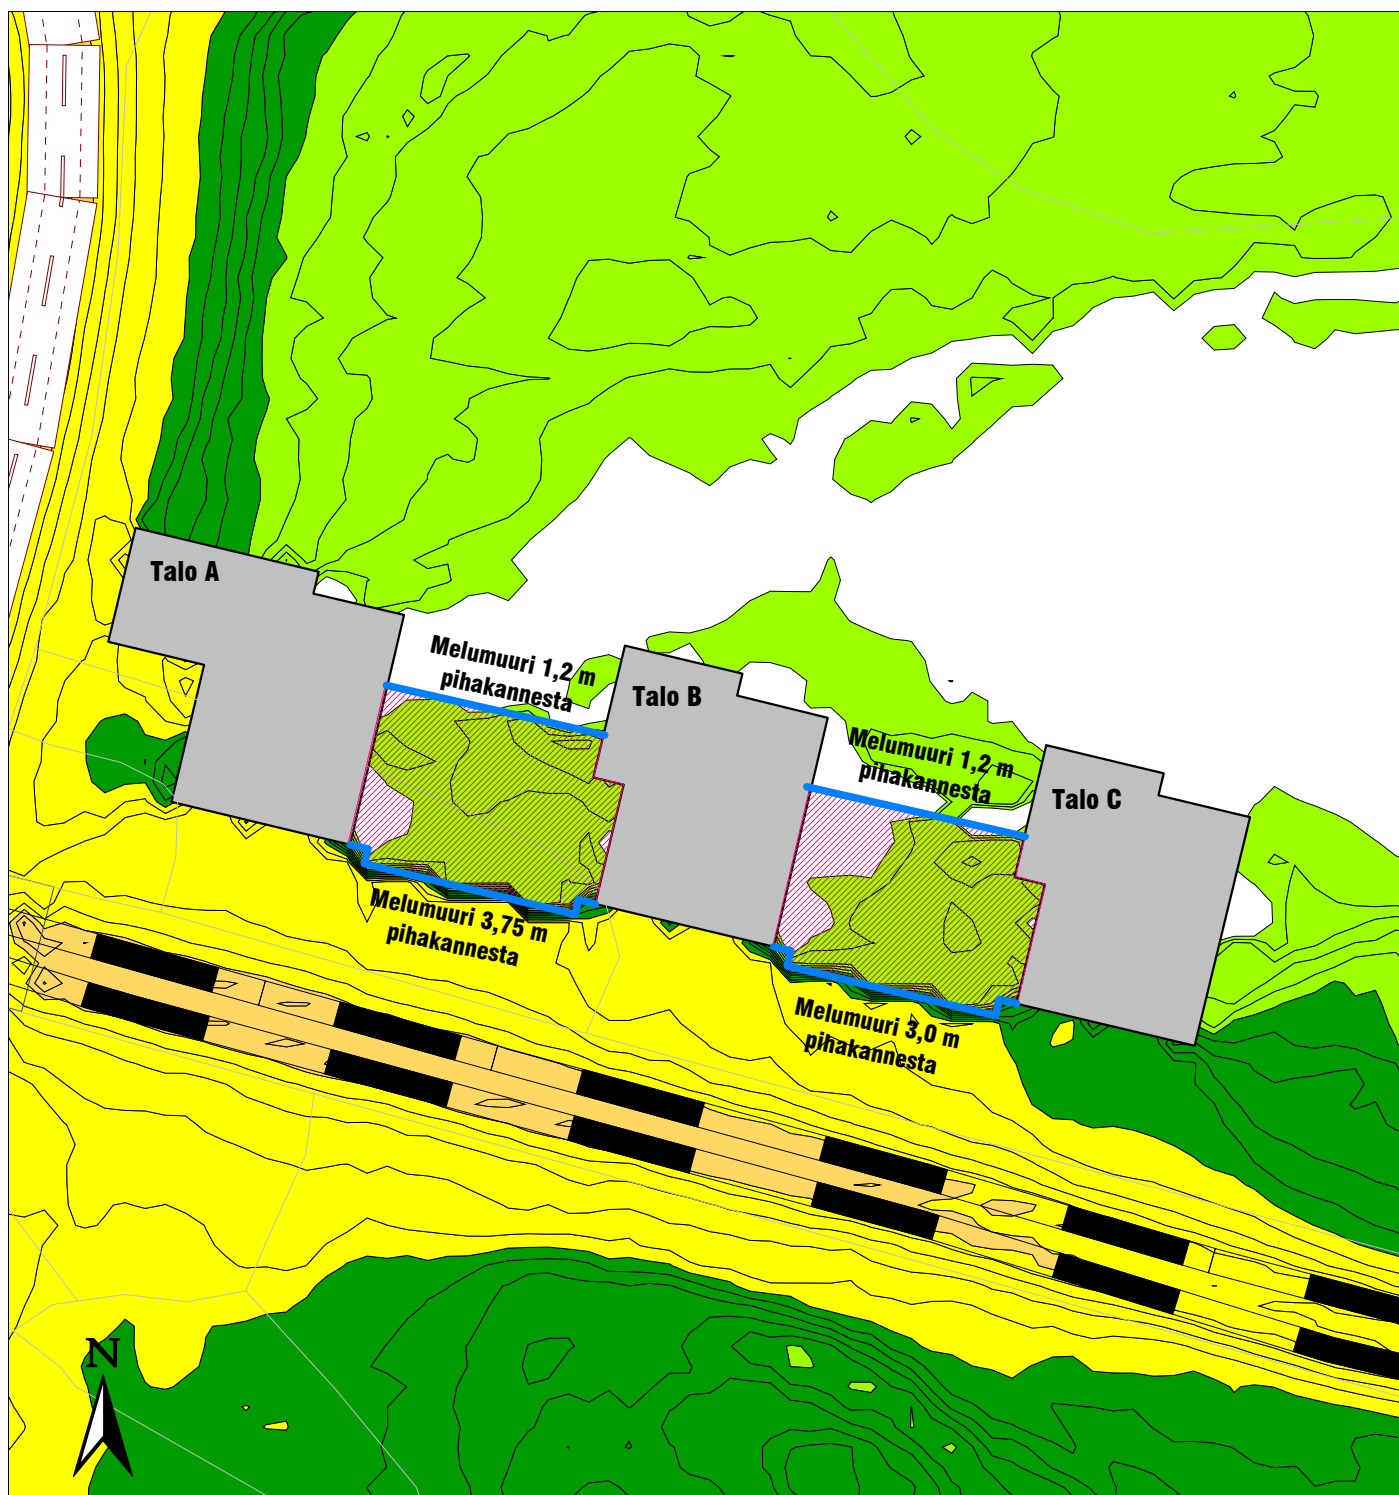 Talo A
Melumuuri 1,2 m
pihakannesta
Talo B
Melumuuri 1,2 m
pihakannesta
Talo C
Melumuuri 3,75 m
pihakannesta
Melumuuri 3,0 m
pihakannesta
N